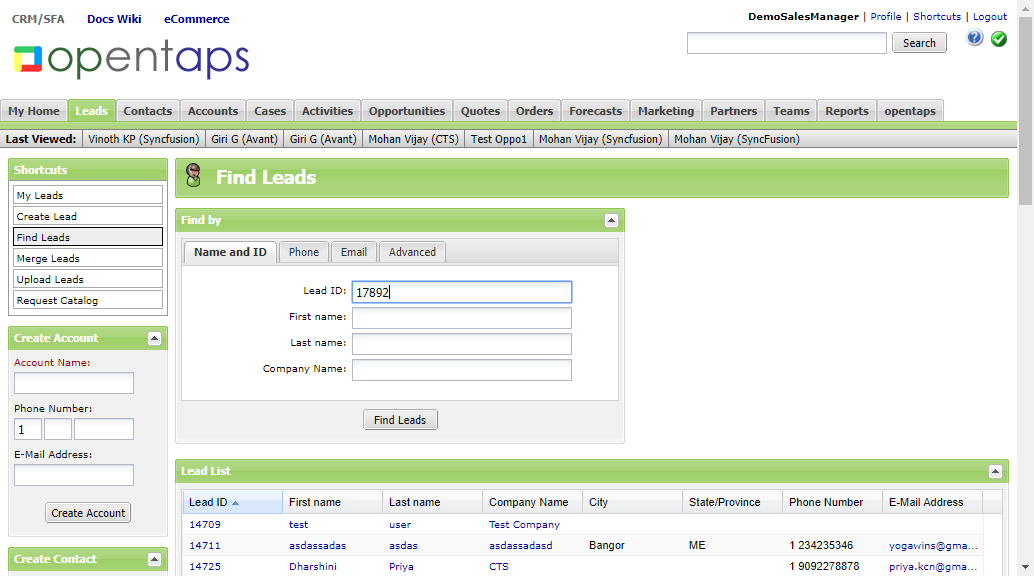 CRM/SFA Docs Wiki eCommerce
DemoSalesManager | Profile | Shortcuts | Logout
opentaps
Search
My Home Leads Contacts Accounts Cases Activities Opportunities Quotes Orders Forecasts Marketing Partners Teams Reports opentaps
Last Viewed: Vinoth KP (Syncfusion) Giri G (Avant) Giri G (Avant) Mohan Vijay (CTS) Test Oppo1 Mohan Vijay (Syncfusion) Mohan Vijay (SyncFusion)
Shortcuts
My Leads
Create Lead
Find Leads
Merge Leads
Upload Leads
Request Catalog
Create Account
Account Name:
Phone Number:
1
E-Mail Address:
Create Account
Create Contact
Find Leads
Find by
Name and ID Phone Email Advanced
Lead ID: 17892
First name:
Last name:
Company Name:
Find Leads
Lead List
Lead ID First name Last name Company Name City State/Province Phone Number E-Mail Address
14709 test user Test Company
14711 asdassadas asdas asdassadasd Bangor ME 1 234235346 yogawins@gma...
14725 Dharshini Priya CTS 1 9092278878 priya.kcn@gma...